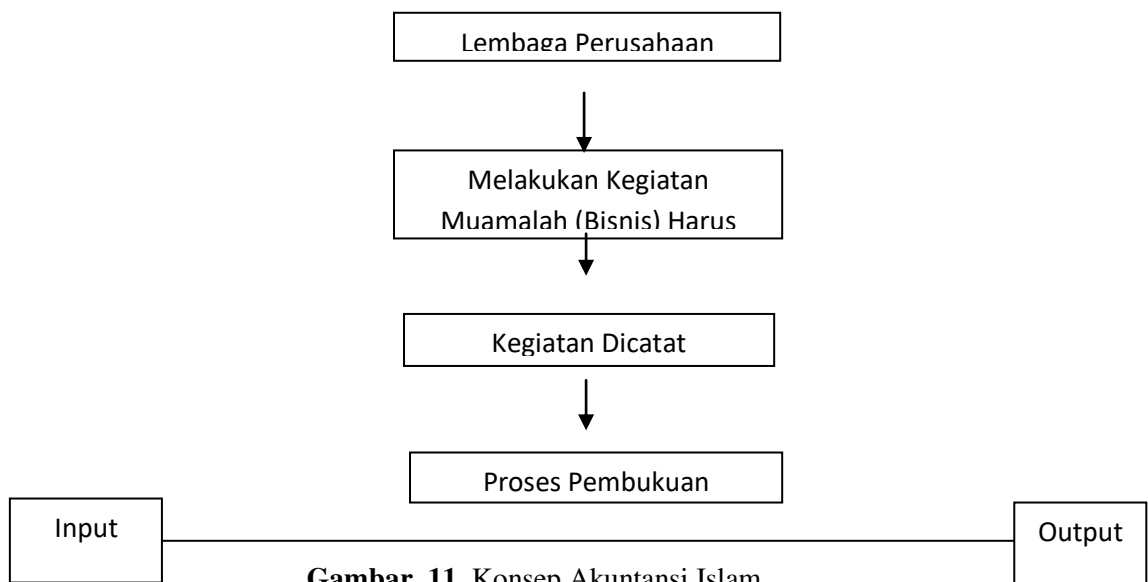 Lembaga Perusahaan
Melakukan Kegiatan
Muamalah (Bisnis) Harus
Kegiatan Dicatat
Proses Pembukuan
Input
Output
Gambar 11. Konsep Akuntansi Islam